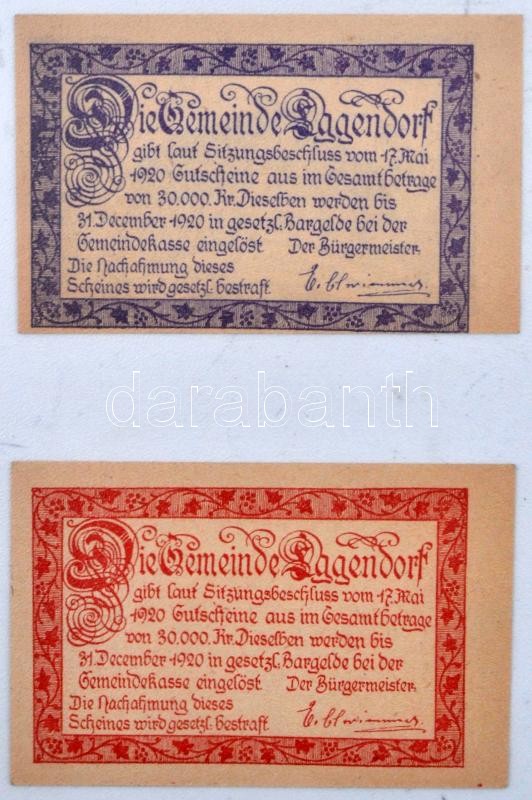 Die Gemeinde Eggendorf
gibt laut Sitzungsbeschluss vom 17. Mai
1920 Gutscheine aus im Gesamtbetrage
von 30.000. Kr. Dieselben werden bis
31. December 1920 in gesetzl. Bargelde bei der
Gemeindekasse eingelöst. Der Bürgermeister.
Die Nachahmung dieses
Scheines wird gesetzl. bestraft.
darabanth
Die Gemeinde Eggendorf
gibt laut Sitzungsbeschluss vom 17. Mai
1920 Gutscheine aus im Gesamtbetrage
von 30.000. Kr. Dieselben werden bis
31. December 1920 in gesetzl. Bargelde bei der
Gemeindekasse eingelöst. Der Bürgermeister.
Die Nachahmung dieses
Scheines wird gesetzl. bestraft.